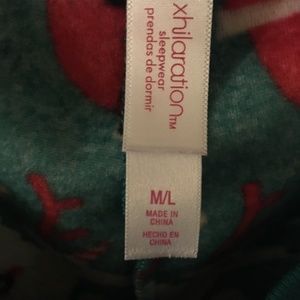 xhilaration™
sleepwear
prendas de dormir
M/L
MADE IN
CHINA
HECHO EN
CHINA